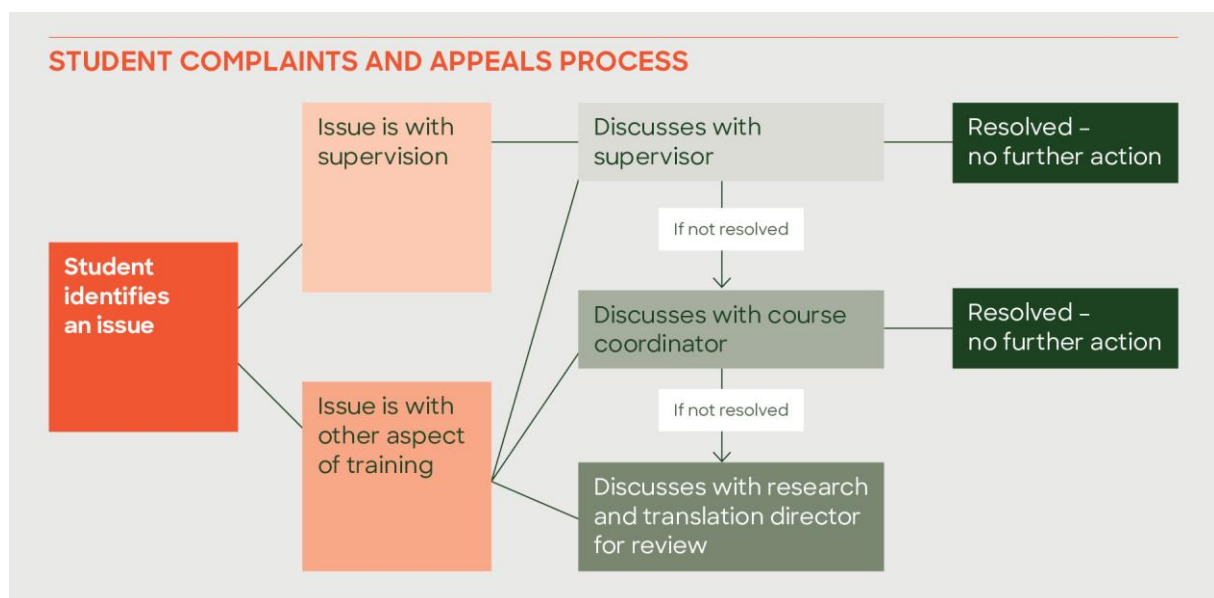 STUDENT COMPLAINTS AND APPEALS PROCESS
Student
identifies
an issue
Issue is with
supervision
Issue is with
other aspect
of training
Discusses with
supervisor
If not resolved
Discusses with course
coordinator
If not resolved
Discusses with research
and translation director
for review
Resolved –
no further action
Resolved –
no further action